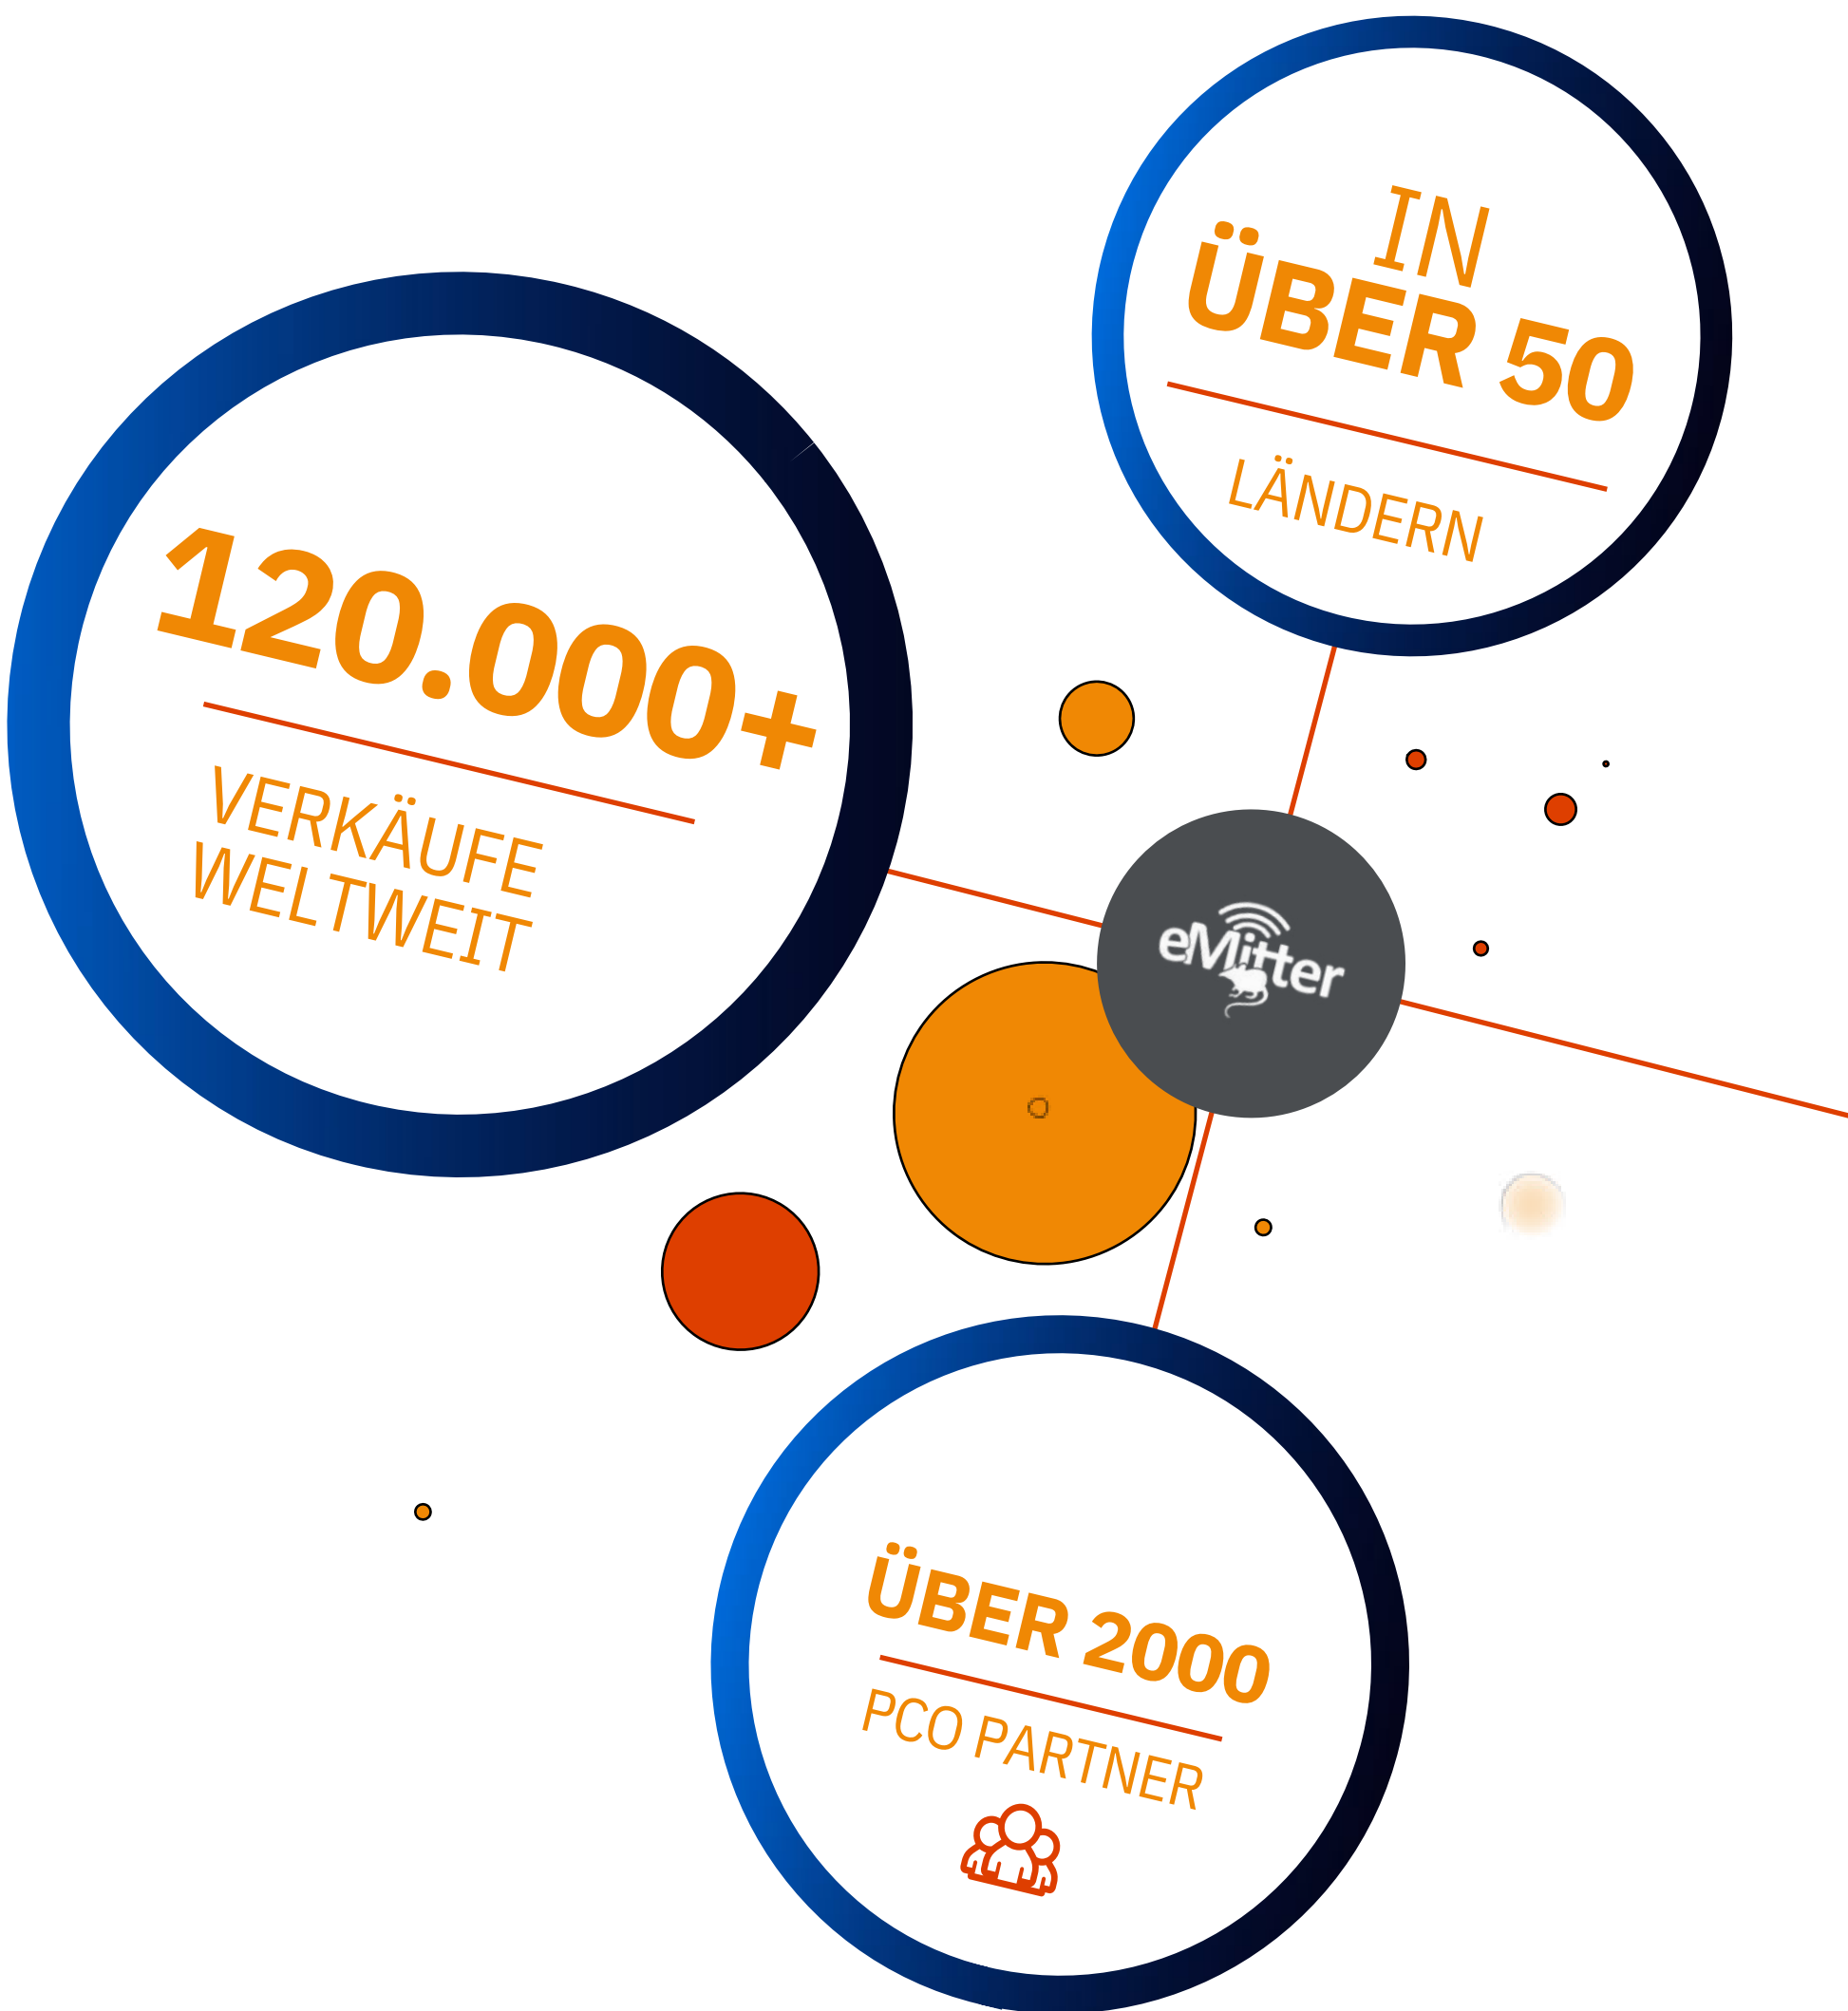 IN
ÜBER 50
LÄNDERN
120.000+
VERKÄUFE
WELTWEIT
eMitter
ÜBER 2000
PCO PARTNER